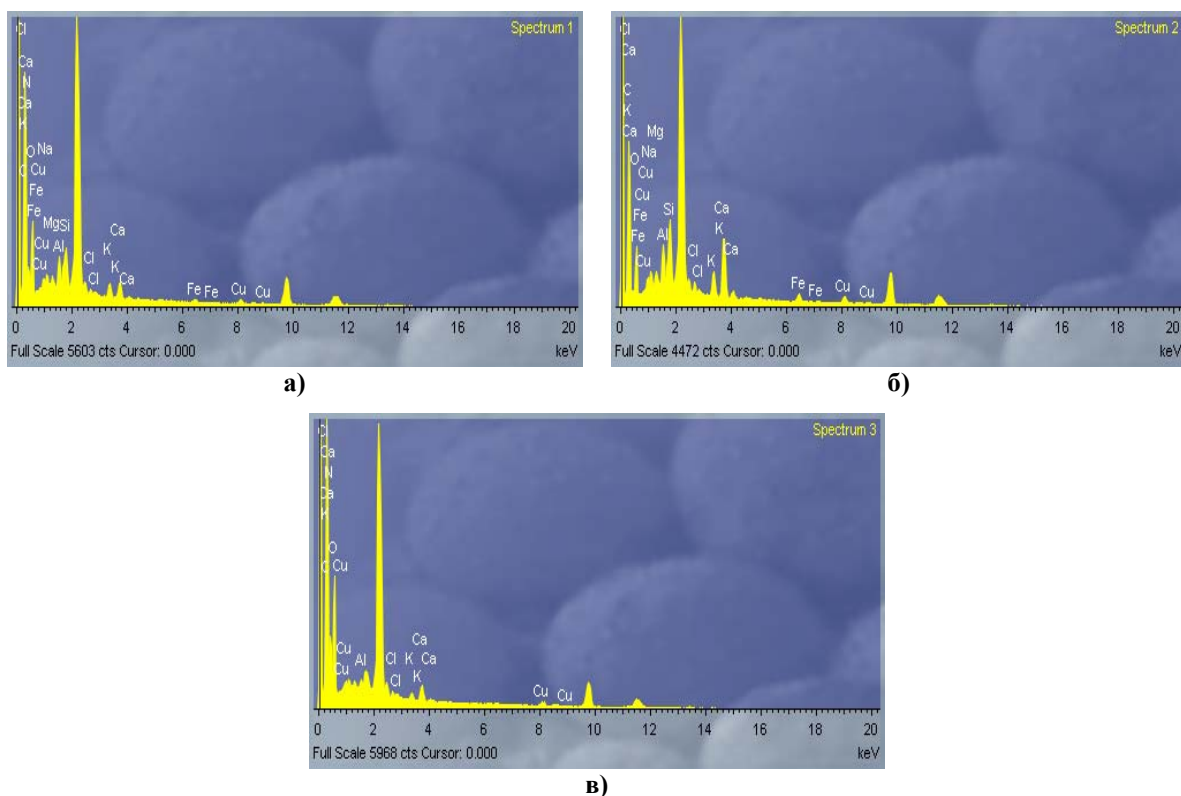 Spectrum 1
Cl
Ca
N
Ca
K
O Na
C Cu
Fe
Fe Mg Si
Cu Al
Cu
Cl
Cl
Ca
K
K
Ca
Fe Fe Cu Cu
0 2 4 6 8 10 12 14 16 18 20
Full Scale 5603 cts Cursor: 0.000 keV
а)
Spectrum 2
Cl
Ca
C
K
Ca Mg
O Na
Cu
Cu
Fe
Fe
Cu
Al
Si
Cl
Cl
Ca
K
K
Ca
Fe Fe Cu Cu
0 2 4 6 8 10 12 14 16 18 20
Full Scale 4472 cts Cursor: 0.000 keV
б)
Spectrum 3
Ca
N
Ca
K
O
Cu
Cu
Cu
Al
Cl
Cl
Ca
K Ca
K
Cu Cu
0 2 4 6 8 10 12 14 16 18 20
Full Scale 5968 cts Cursor: 0.000 keV
в)